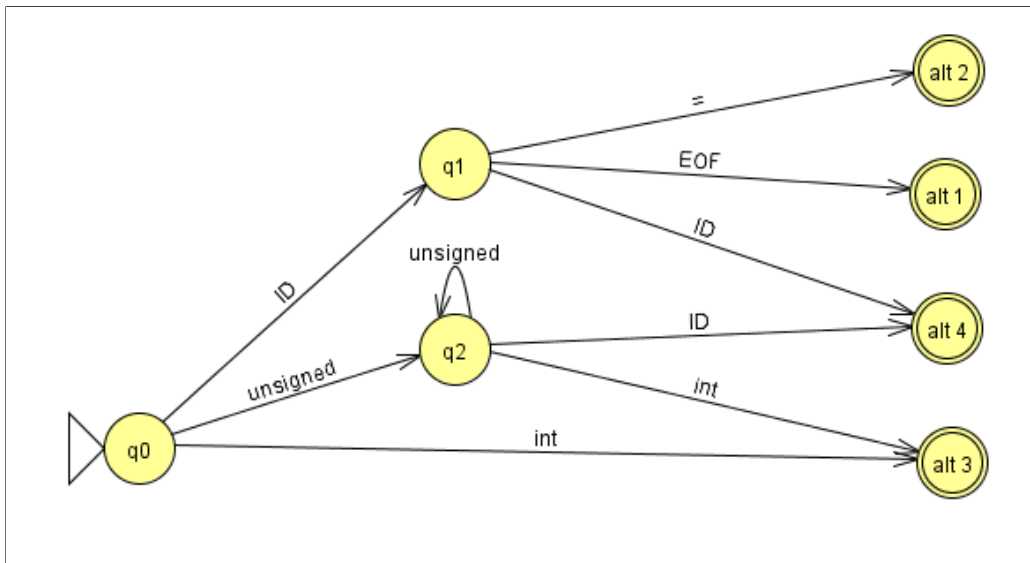 alt 2
=
q1
EOF
alt 1
ID
unsigned
ID
q2
ID
alt 4
unsigned
int
q0
int
alt 3